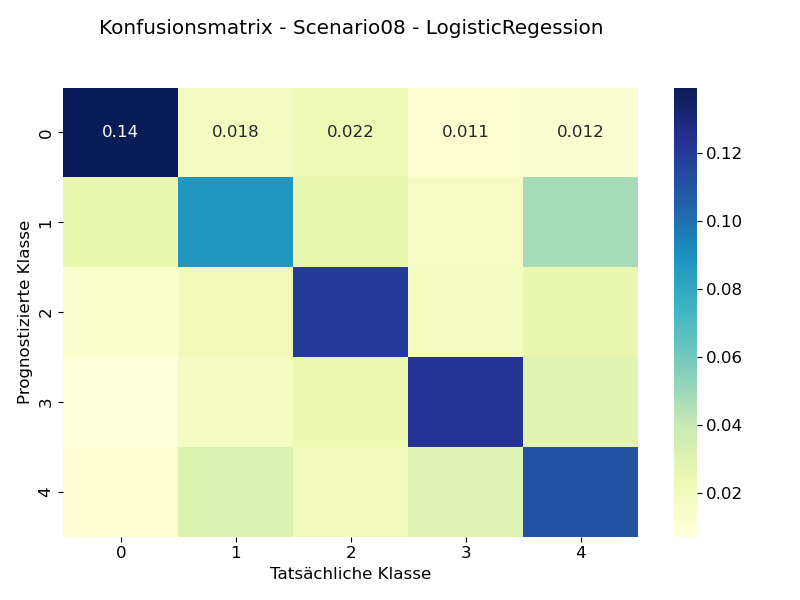 Konfusionsmatrix - Scenario08 - LogisticRegession
0 0.14 0.018 0.022 0.011 0.012
1
2
3
4
0 1 2 3 4
Prognostizierte Klasse
Tatsächliche Klasse
0.12
0.10
0.08
0.06
0.04
0.02